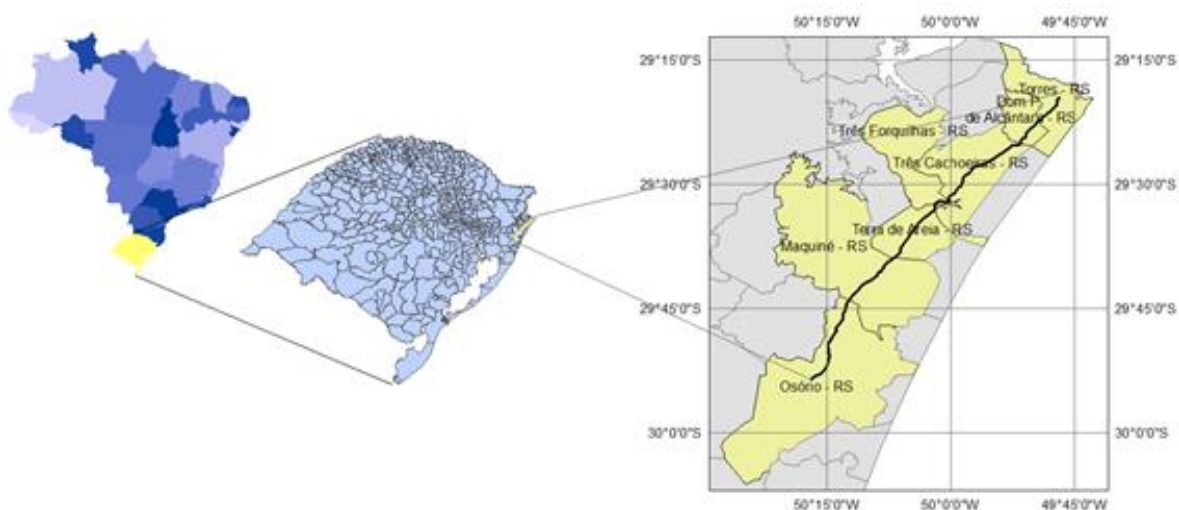 50°15'0"W 50°0'0"W 49°45'0"W
29°15'0"S 29°15'0"S
Torres - RS
Dom P.
de Alcântara - RS
Três Forquilhas - RS
Três Cachoeiras - RS
29°30'0"S 29°30'0"S
Terra de Areia - RS
Maquiné - RS
29°45'0"S 29°45'0"S
Osório - RS
30°0'0"S 30°0'0"S
50°15'0"W 50°0'0"W 49°45'0"W